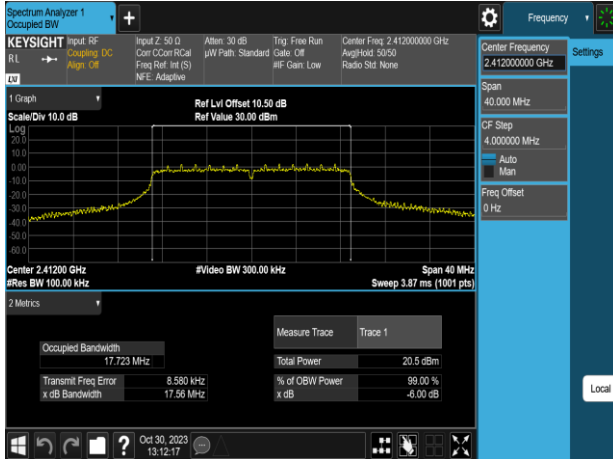 Spectrum Analyzer 1
Occupied BW
+
Frequency
KEYSIGHT
RL
LXI
Input: RF
Coupling: DC
Align: Off
Input Z: 50 Ω
Corr CCorr RCal
Freq Ref: Int (S)
NFE: Adaptive
Atten: 30 dB
µW Path: Standard
Trig: Free Run
Gate: Off
#IF Gain: Low
Center Freq: 2.412000000 GHz
Avg|Hold: 50/50
Radio Std: None
Center Frequency
2.412000000 GHz
Settings
Span
40.000 MHz
CF Step
4.000000 MHz
Auto
Man
Freq Offset
0 Hz
Local
1 Graph
Scale/Div 10.0 dB
Ref Lvl Offset 10.50 dB
Ref Value 30.00 dBm
Log
20.0
10.0
0.00
-10.0
-20.0
-30.0
-40.0
-50.0
-60.0
Center 2.41200 GHz
#Res BW 100.00 kHz
#Video BW 300.00 kHz
Span 40 MHz
Sweep 3.87 ms (1001 pts)
2 Metrics
Measure Trace Trace 1
Occupied Bandwidth
17.723 MHz
Total Power 20.5 dBm
Transmit Freq Error 8.580 kHz
% of OBW Power 99.00 %
x dB Bandwidth 17.56 MHz
x dB -6.00 dB
?
Oct 30, 2023
13:12:17